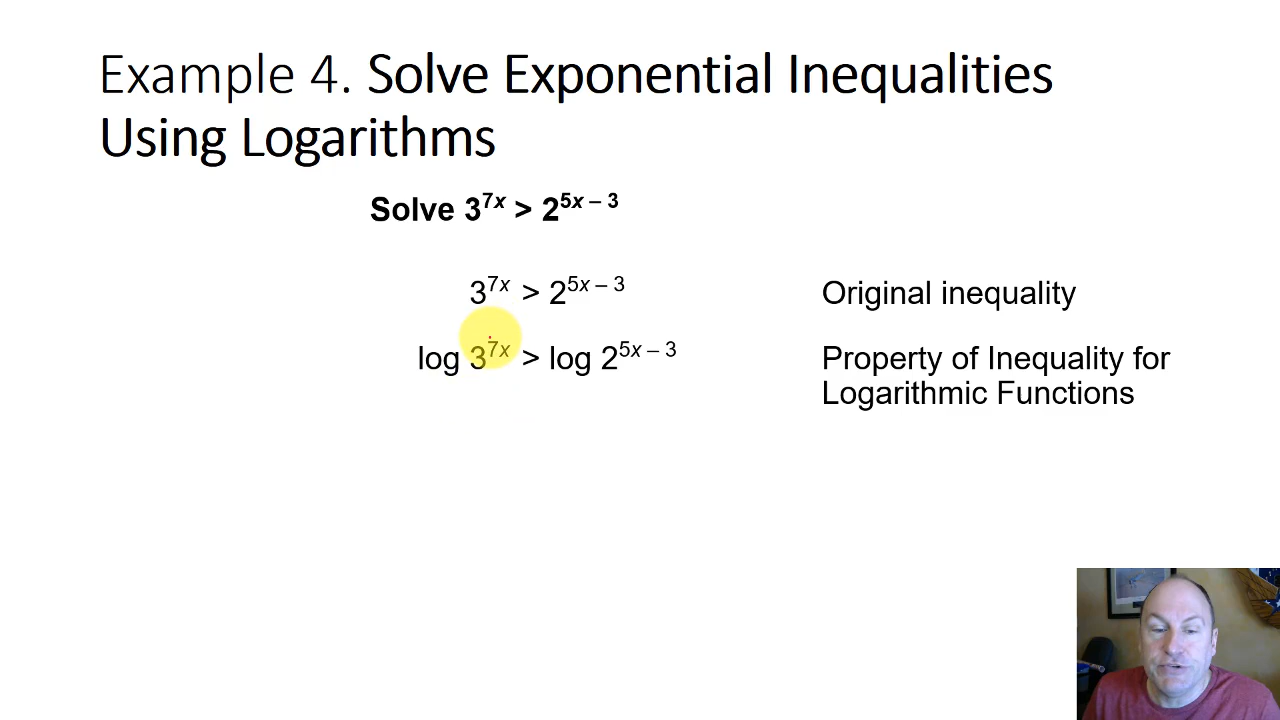 Example 4. Solve Exponential Inequalities
Using Logarithms
Solve 3^{7x} > 2^{5x – 3}
3^{7x} > 2^{5x – 3} Original inequality
log 3^{7x} > log 2^{5x – 3} Property of Inequality for
Logarithmic Functions